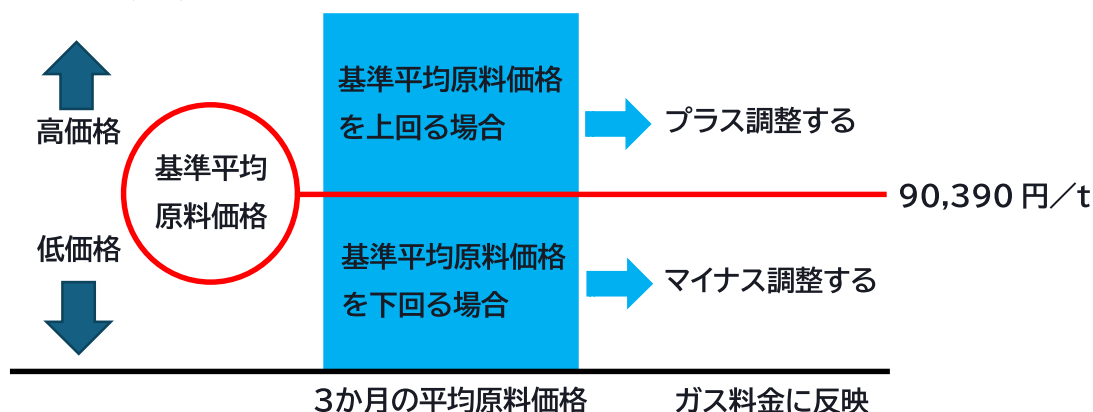 高価格
基準平均
原料価格
低価格
基準平均原料価格
を上回る場合
プラス調整する
90,390 円／t
基準平均原料価格
を下回る場合
マイナス調整する
3か月の平均原料価格
ガス料金に反映